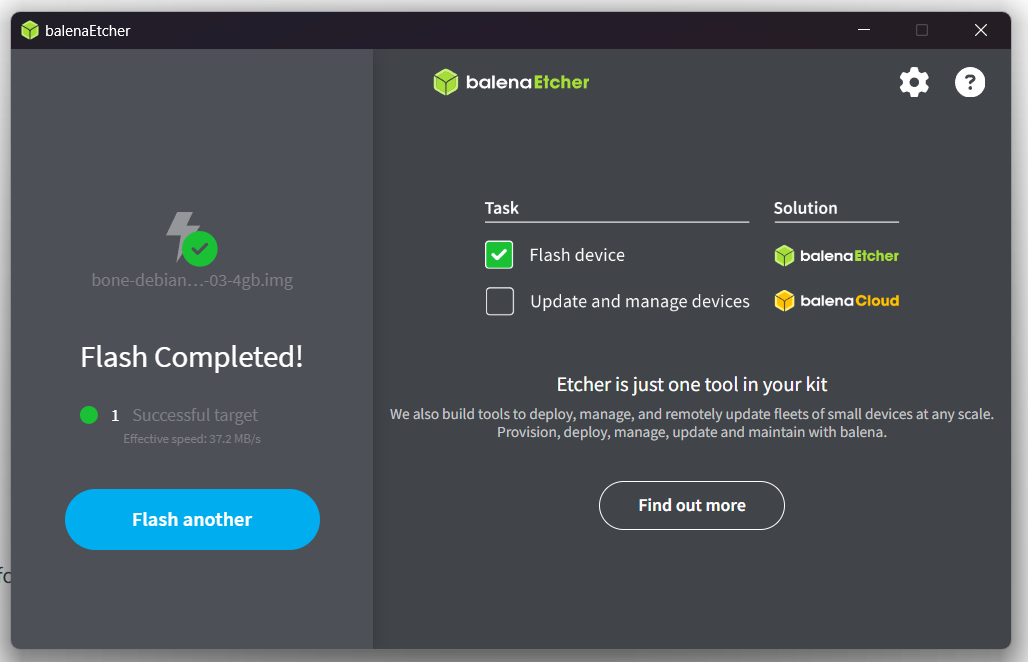 balenaEtcher
balenaEtcher
?
bone-debian...-03-4gb.img
Flash Completed!
1 Successful target
Effective speed: 37.2 MB/s
Flash another
Task Solution
Flash device balenaEtcher
Update and manage devices balenaCloud
Etcher is just one tool in your kit
We also build tools to deploy, manage, and remotely update fleets of small devices at any scale.
Provision, deploy, manage, update and maintain with balena.
Find out more